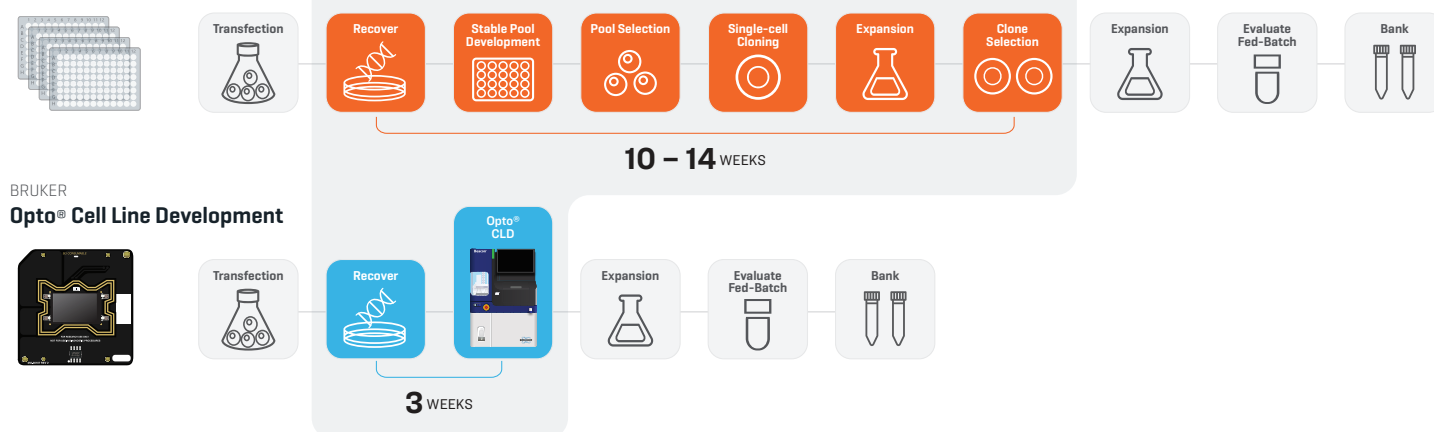 Transfection
Recover
Stable Pool
Development
Pool Selection
Single-cell
Cloning
Expansion
Clone
Selection
Expansion
Evaluate
Fed-Batch
Bank
10 – 14 WEEKS
BRUKER
Opto® Cell Line Development
Transfection
Recover
Opto®
CLD
Expansion
Evaluate
Fed-Batch
Bank
3 WEEKS